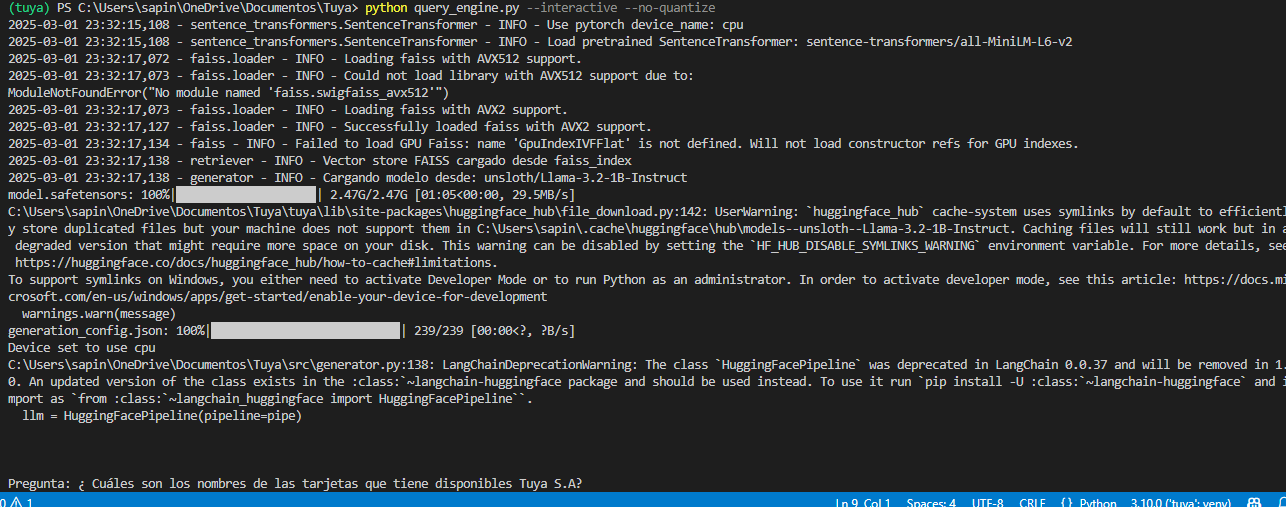 (tuya) PS C:\Users\sapin\OneDrive\Documentos\Tuya> python query_engine.py --interactive --no-quantize
2025-03-01 23:32:15,108 - sentence_transformers.SentenceTransformer - INFO - Use pytorch device_name: cpu
2025-03-01 23:32:15,108 - sentence_transformers.SentenceTransformer - INFO - Load pretrained SentenceTransformer: sentence-transformers/all-MiniLM-L6-v2
2025-03-01 23:32:17,072 - faiss.loader - INFO - Loading faiss with AVX512 support.
2025-03-01 23:32:17,073 - faiss.loader - INFO - Could not load library with AVX512 support due to:
ModuleNotFoundError("No module named 'faiss.swigfaiss_avx512'")
2025-03-01 23:32:17,073 - faiss.loader - INFO - Loading faiss with AVX2 support.
2025-03-01 23:32:17,127 - faiss.loader - INFO - Successfully loaded faiss with AVX2 support.
2025-03-01 23:32:17,134 - faiss - INFO - Failed to load GPU Faiss: name 'GpuIndexIVFFlat' is not defined. Will not load constructor refs for GPU indexes.
2025-03-01 23:32:17,138 - retriever - INFO - Vector store FAISS cargado desde faiss_index
2025-03-01 23:32:17,138 - generator - INFO - Cargando modelo desde: unsloth/Llama-3.2-1B-Instruct
model.safetensors: 100%| | 2.47G/2.47G [01:05<00:00, 29.5MB/s]
C:\Users\sapin\OneDrive\Documentos\Tuya\tuya\lib\site-packages\huggingface_hub\file_download.py:142: UserWarning: `huggingface_hub` cache-system uses symlinks by default to efficientl
y store duplicated files but your machine does not support them in C:\Users\sapin\.cache\huggingface\hub\models--unsloth--Llama-3.2-1B-Instruct. Caching files will still work but in a
degraded version that might require more space on your disk. This warning can be disabled by setting the `HF_HUB_DISABLE_SYMLINKS_WARNING` environment variable. For more details, see
https://huggingface.co/docs/huggingface_hub/how-to-cache#limitations.
To support symlinks on Windows, you either need to activate Developer Mode or to run Python as an administrator. In order to activate developer mode, see this article: https://docs.mi
crosoft.com/en-us/windows/apps/get-started/enable-your-device-for-development
warnings.warn(message)
generation_config.json: 100%| | 239/239 [00:00<?, ?B/s]
Device set to use cpu
C:\Users\sapin\OneDrive\Documentos\Tuya\src\generator.py:138: LangChainDeprecationWarning: The class `HuggingFacePipeline` was deprecated in LangChain 0.0.37 and will be removed in 1.
0. An updated version of the class exists in the :class:`~langchain-huggingface package and should be used instead. To use it run `pip install -U :class:`~langchain-huggingface` and i
mport as `from :class:`~langchain_huggingface import HuggingFacePipeline``.
llm = HuggingFacePipeline(pipeline=pipe)
Pregunta: ¿ Cuáles son los nombres de las tarjetas que tiene disponibles Tuya S.A?
0 1 Ln 9, Col 1 Spaces: 4 UTF-8 CRLF {} Python 3.10.0 ('tuya': venv)